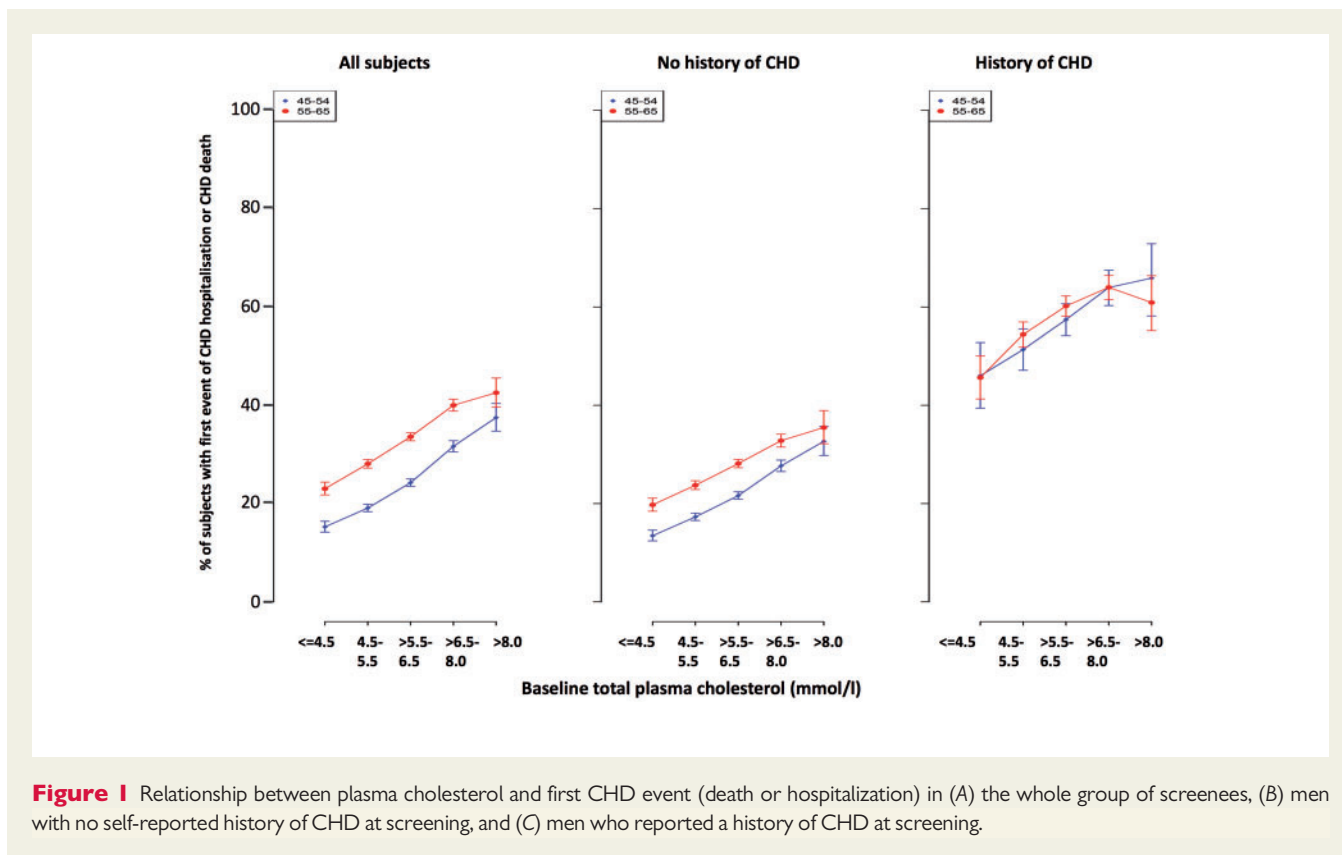 All subjects
45-54
55-65
% of subjects with first event of CHD hospitalisation or CHD death
100
80
60
40
20
0
<=4.5 4.5- >5.5- >6.5- >8.0
5.5 6.5 8.0
No history of CHD
45-54
55-65
<=4.5 4.5- >5.5- >6.5- >8.0
5.5 6.5 8.0
History of CHD
45-54
55-65
<=4.5 4.5- >5.5- >6.5- >8.0
5.5 6.5 8.0
Baseline total plasma cholesterol (mmol/l)
Figure 1 Relationship between plasma cholesterol and first CHD event (death or hospitalization) in (A) the whole group of screenees, (B) men
with no self-reported history of CHD at screening, and (C) men who reported a history of CHD at screening.